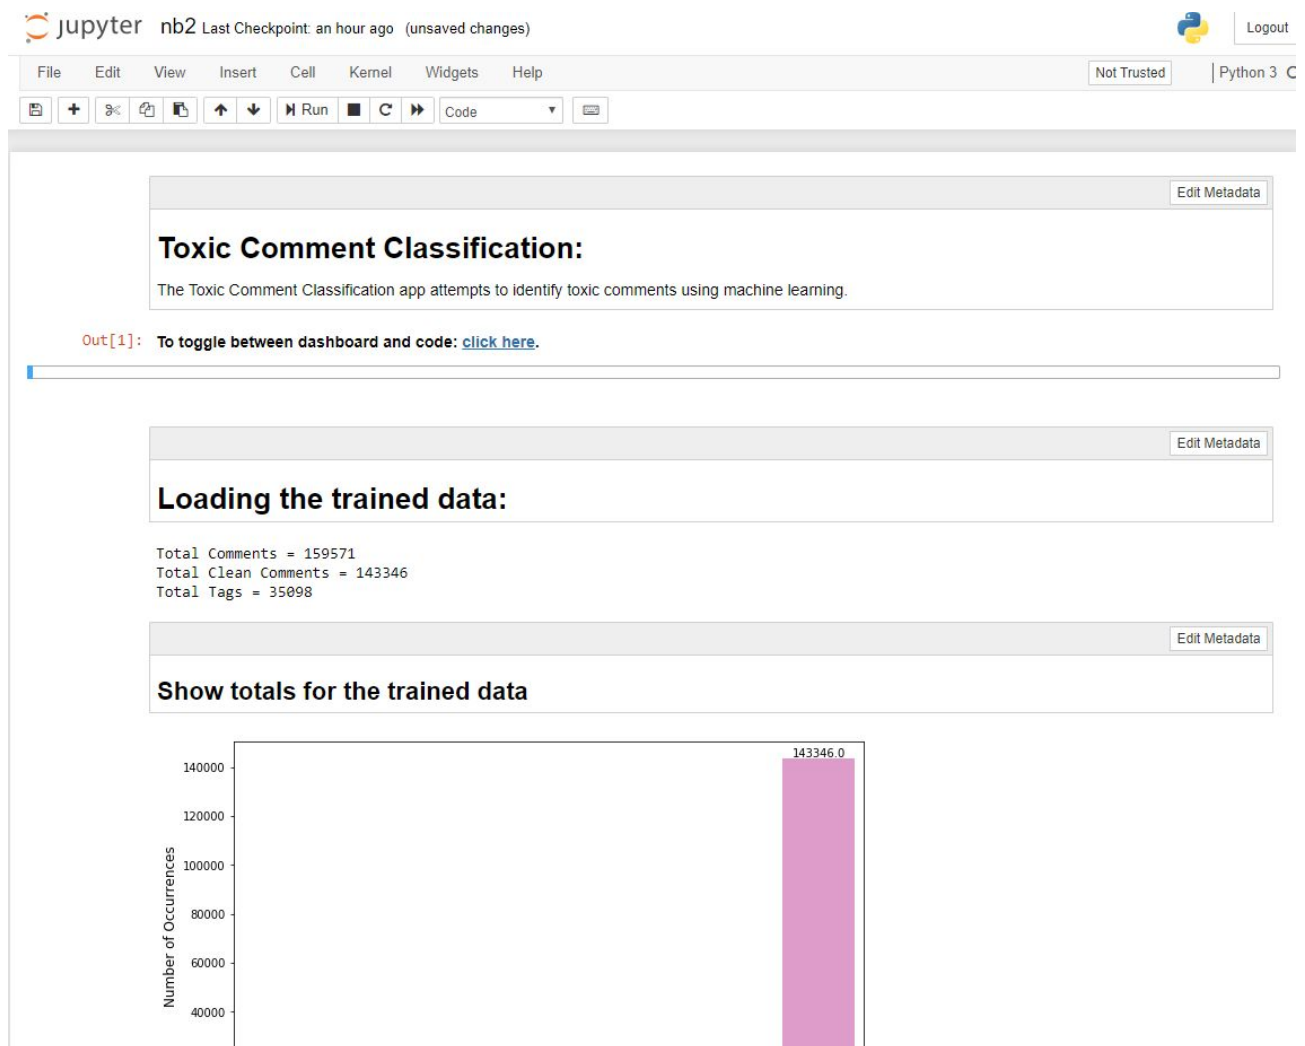 jupyter nb2 Last Checkpoint: an hour ago (unsaved changes) Logout
File Edit View Insert Cell Kernel Widgets Help Not Trusted Python 3
Run Code
Edit Metadata
Toxic Comment Classification:
The Toxic Comment Classification app attempts to identify toxic comments using machine learning.
Out[1]: To toggle between dashboard and code: click here.
Edit Metadata
Loading the trained data:
Total Comments = 159571
Total Clean Comments = 143346
Total Tags = 35098
Edit Metadata
Show totals for the trained data
143346.0
140000
120000
100000
80000
60000
40000
Number of Occurrences